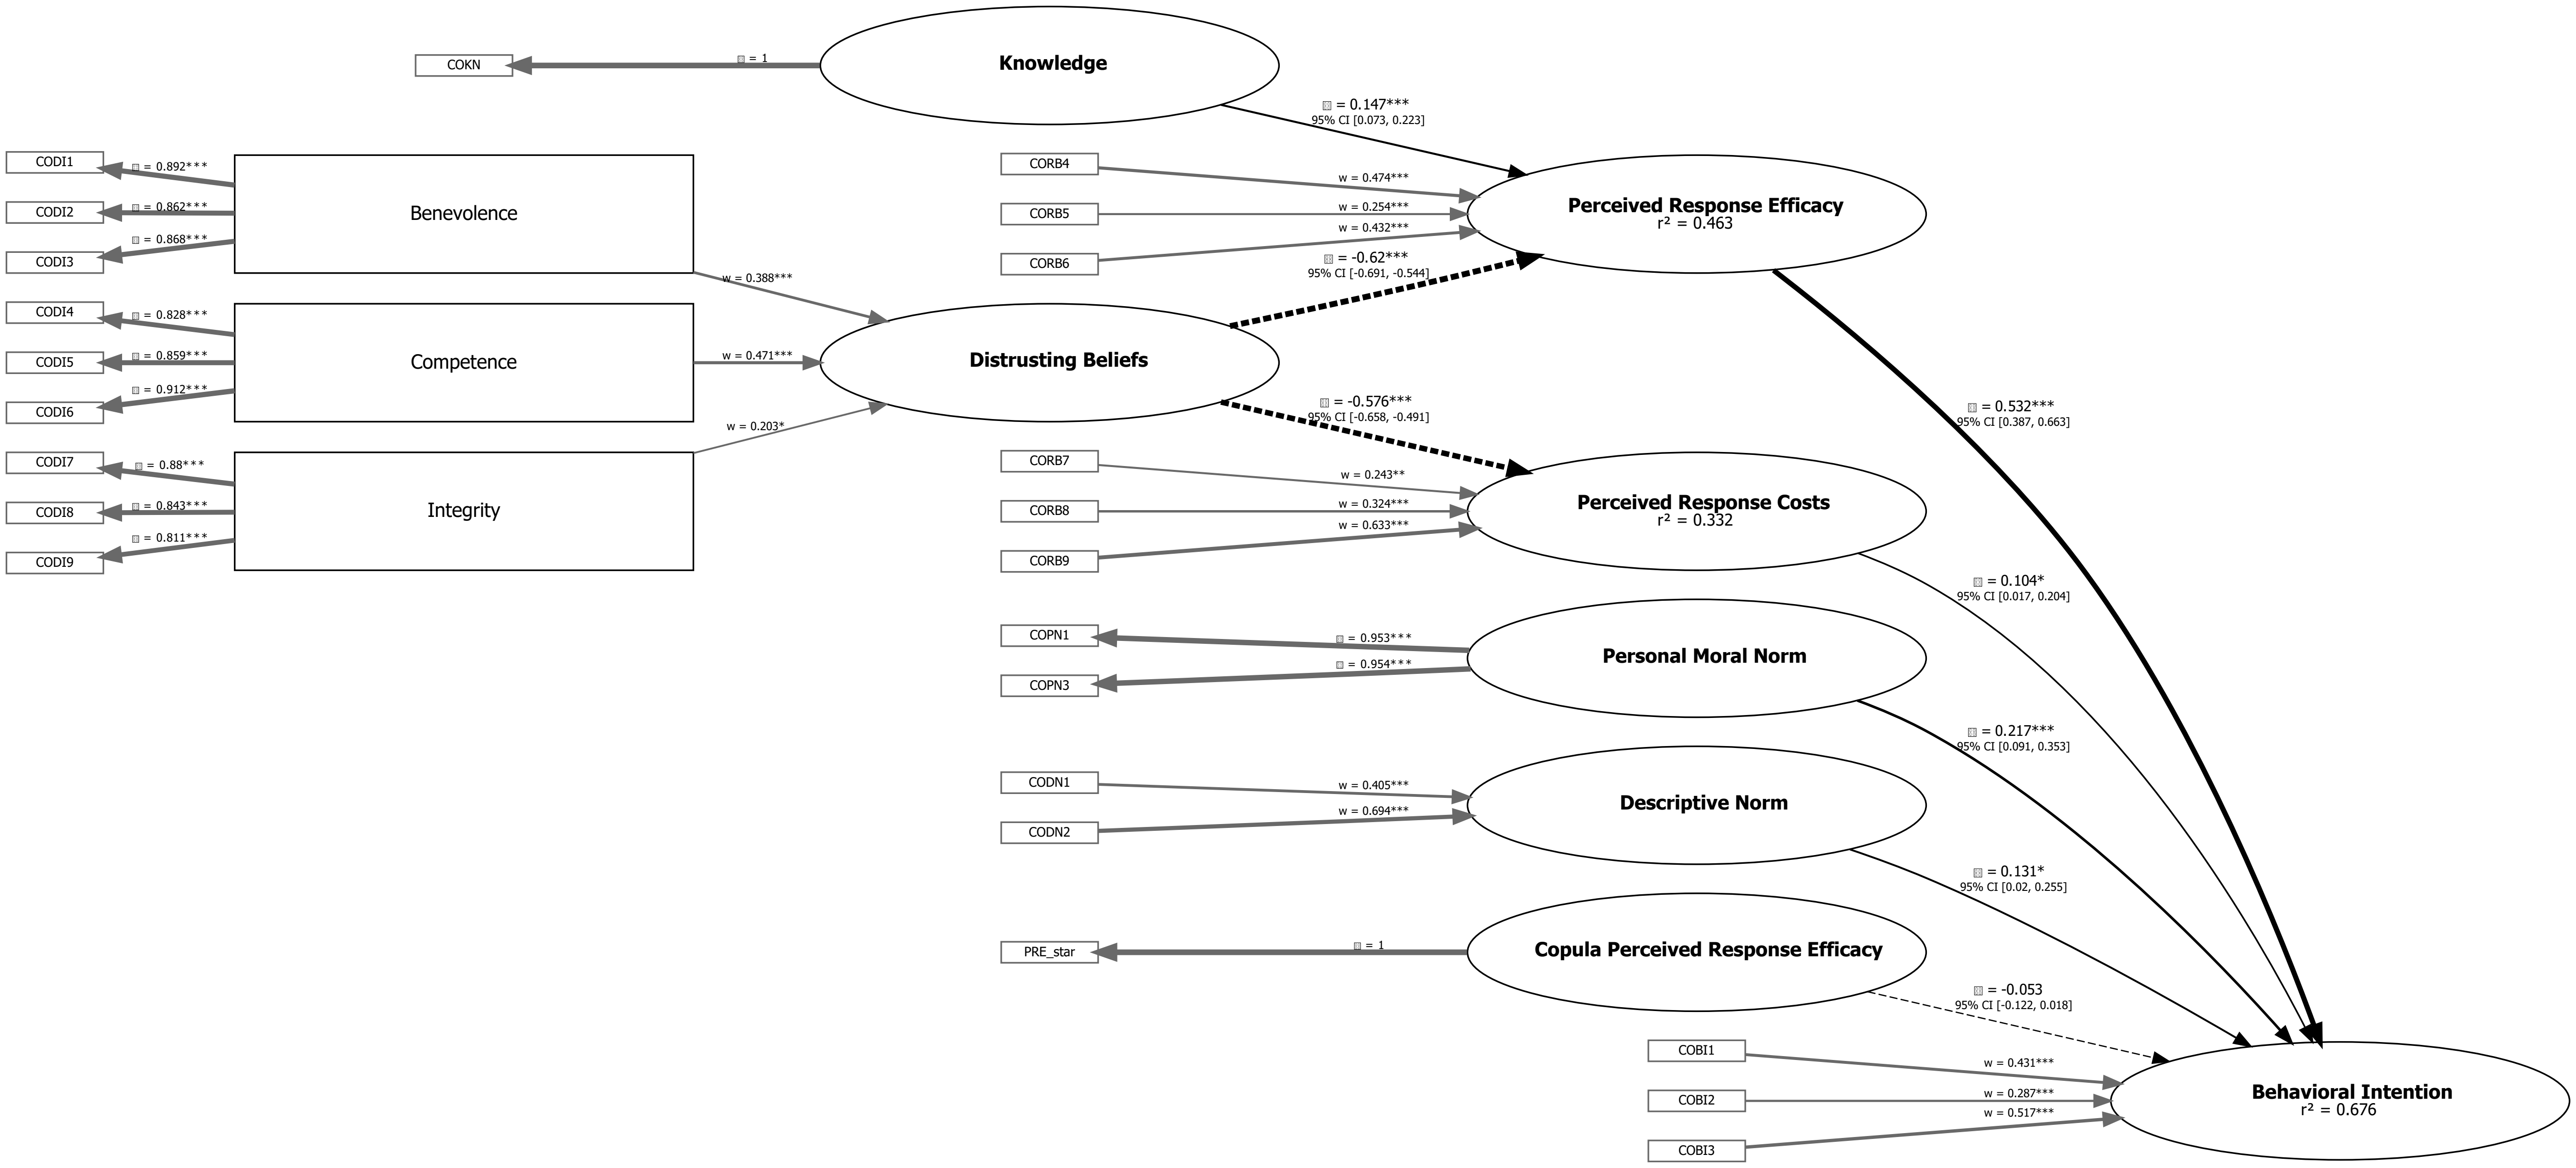 Knowledge
COKN
= 1
= 0.147***
95% CI [0.073, 0.223]
CODI1
CODI2
CODI3
= 0.892***
= 0.862***
= 0.868***
Benevolence
w = 0.388***
CODI4
CODI5
CODI6
= 0.828***
= 0.859***
= 0.912***
Competence
w = 0.471***
CODI7
CODI8
CODI9
= 0.88***
= 0.843***
= 0.811***
Integrity
w = 0.203*
Distrusting Beliefs
= -0.62***
95% CI [-0.691, -0.544]
= -0.576***
95% CI [-0.658, -0.491]
CORB4
CORB5
CORB6
w = 0.474***
w = 0.254***
w = 0.432***
Perceived Response Efficacy
r² = 0.463
= 0.532***
95% CI [0.387, 0.663]
CORB7
CORB8
CORB9
w = 0.243**
w = 0.324***
w = 0.633***
Perceived Response Costs
r² = 0.332
= 0.104*
95% CI [0.017, 0.204]
COPN1
COPN3
= 0.953***
= 0.954***
Personal Moral Norm
= 0.217***
95% CI [0.091, 0.353]
CODN1
CODN2
w = 0.405***
w = 0.694***
Descriptive Norm
= 0.131*
95% CI [0.02, 0.255]
PRE_star
= 1
Copula Perceived Response Efficacy
= -0.053
95% CI [-0.122, 0.018]
COBI1
COBI2
COBI3
w = 0.431***
w = 0.287***
w = 0.517***
Behavioral Intention
r² = 0.676